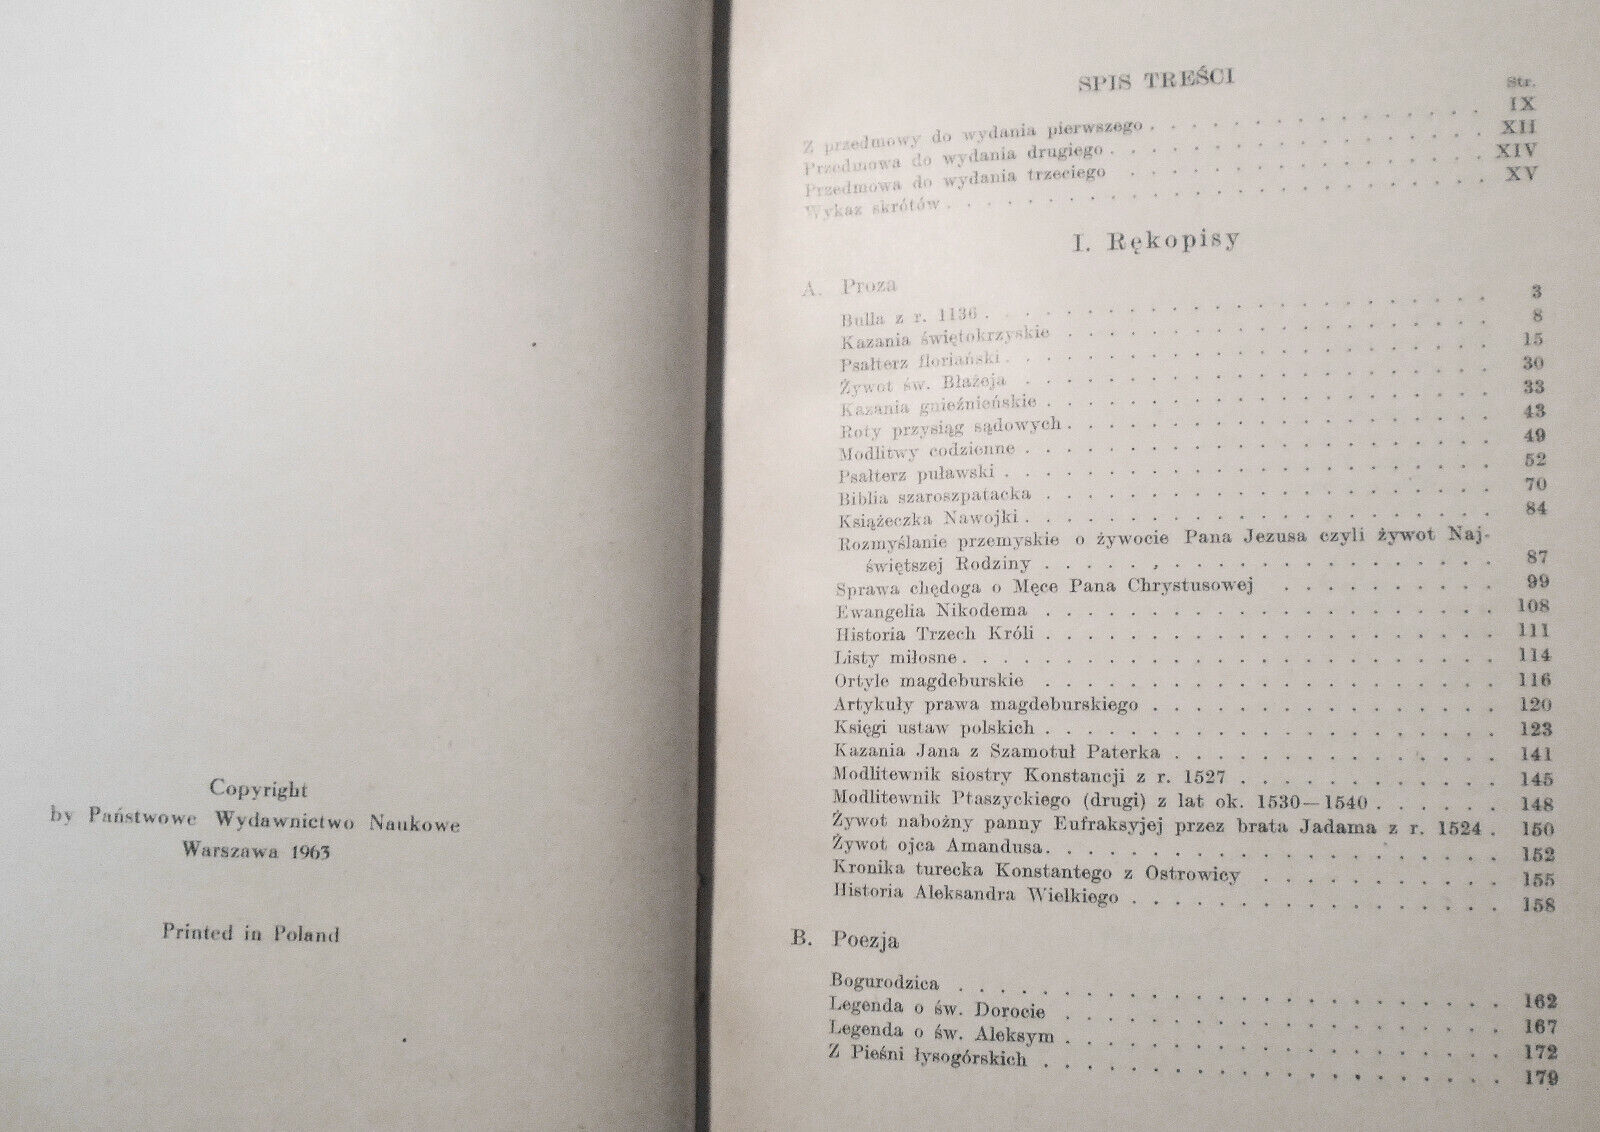 Copyright
by Państwowe Wydawnictwo Naukowe
Warszawa 1963
Printed in Poland
SPIS TREŚCI
Str.
Z przedmowy do wydania pierwszego . . . . . . . . . . . . . . . . IX
Przedmowa do wydania drugiego . . . . . . . . . . . . . . . . . . XII
Przedmowa do wydania trzeciego . . . . . . . . . . . . . . . . . XIV
Wykaz skrótów . . . . . . . . . . . . . . . . . . . . . . . . . . XV
I. Rękopisy
A. Proza
Bulla z r. 1136 . . . . . . . . . . . . . . . . . . . . . . . . 3
Kazania świętokrzyskie . . . . . . . . . . . . . . . . . . . . 8
Psałterz floriański . . . . . . . . . . . . . . . . . . . . . . . 15
Żywot św. Błażeja . . . . . . . . . . . . . . . . . . . . . . 30
Kazania gnieźnieńskie . . . . . . . . . . . . . . . . . . . . . 33
Roty przysiąg sądowych . . . . . . . . . . . . . . . . . . . . 43
Modlitwy codzienne . . . . . . . . . . . . . . . . . . . . . . 49
Psałterz puławski . . . . . . . . . . . . . . . . . . . . . . . 52
Biblia szaroszpatacka . . . . . . . . . . . . . . . . . . . . . 70
Książeczka Nawojki . . . . . . . . . . . . . . . . . . . . . . 84
Rozmyślanie przemyskie o żywocie Pana Jezusa czyli żywot Naj-
świętszej Rodziny . . . . . . . . . . . . . . . . . . . . . 87
Sprawa chędoga o Męce Pana Chrystusowej . . . . . . . . . . 99
Ewangelia Nikodema . . . . . . . . . . . . . . . . . . . . . 108
Historia Trzech Króli . . . . . . . . . . . . . . . . . . . . . 111
Listy miłosne . . . . . . . . . . . . . . . . . . . . . . . . . 114
Ortyle magdeburskie . . . . . . . . . . . . . . . . . . . . . 116
Artykuły prawa magdeburskiego . . . . . . . . . . . . . . . . 120
Księgi ustaw polskich . . . . . . . . . . . . . . . . . . . . . 123
Kazania Jana z Szamotuł Paterka . . . . . . . . . . . . . . . 141
Modlitewnik siostry Konstancji z r. 1527 . . . . . . . . . . . . 145
Modlitewnik Ptaszyckiego (drugi) z lat ok. 1530—1540 . . . . . . 148
Żywot nabożny panny Eufraksyjej przez brata Jadama z r. 1524 . 150
Żywot ojca Amandusa . . . . . . . . . . . . . . . . . . . . . 152
Kronika turecka Konstantego z Ostrowicy . . . . . . . . . . . 155
Historia Aleksandra Wielkiego . . . . . . . . . . . . . . . . . 158
B. Poezja
Bogurodzica . . . . . . . . . . . . . . . . . . . . . . . . . . 162
Legenda o św. Dorocie . . . . . . . . . . . . . . . . . . . . . 167
Legenda o św. Aleksym . . . . . . . . . . . . . . . . . . . . . 172
Z Pieśni łysogórskich . . . . . . . . . . . . . . . . . . . . . . 179